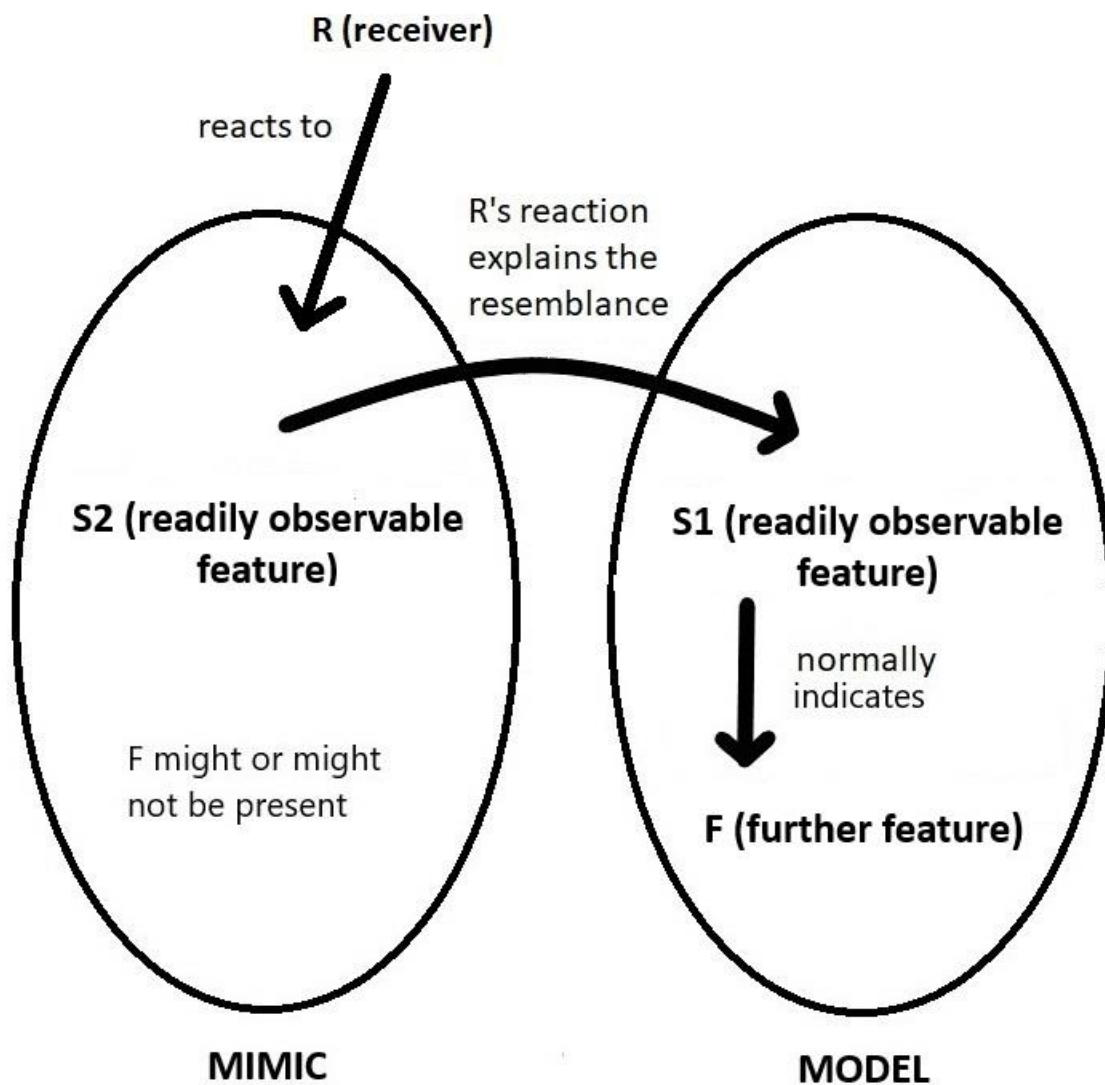 R (receiver)
reacts to
R's reaction
explains the
resemblance
S2 (readily observable
feature)
S1 (readily observable
feature)
normally
indicates
F might or might
not be present
F (further feature)
MIMIC
MODEL